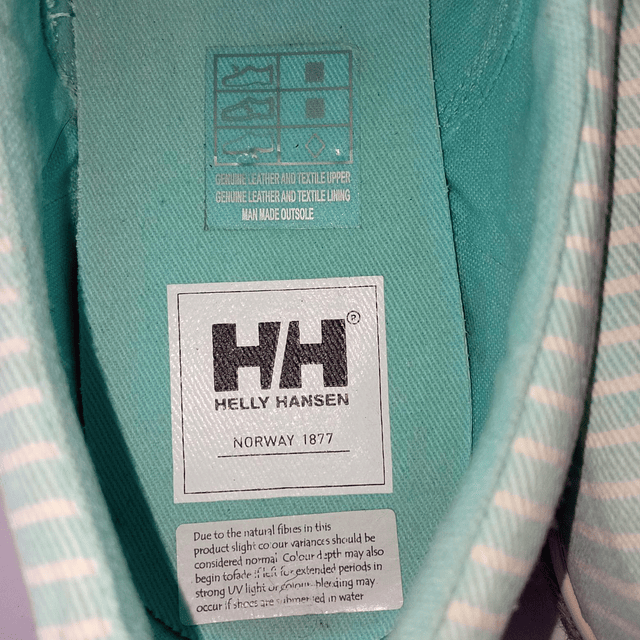 GENUINE LEATHER AND TEXTILE UPPER
GENUINE LEATHER AND TEXTILE LINING
MAN MADE OUTSOLE
HH ®
HELLY HANSEN
NORWAY 1877
Due to the natural fibres in this
product slight colour variances should be
considered normal Colour depth may also
begin tofade if left for extended periods in
strong UV light or colour bleeding may
occur if shoes are submerged in water